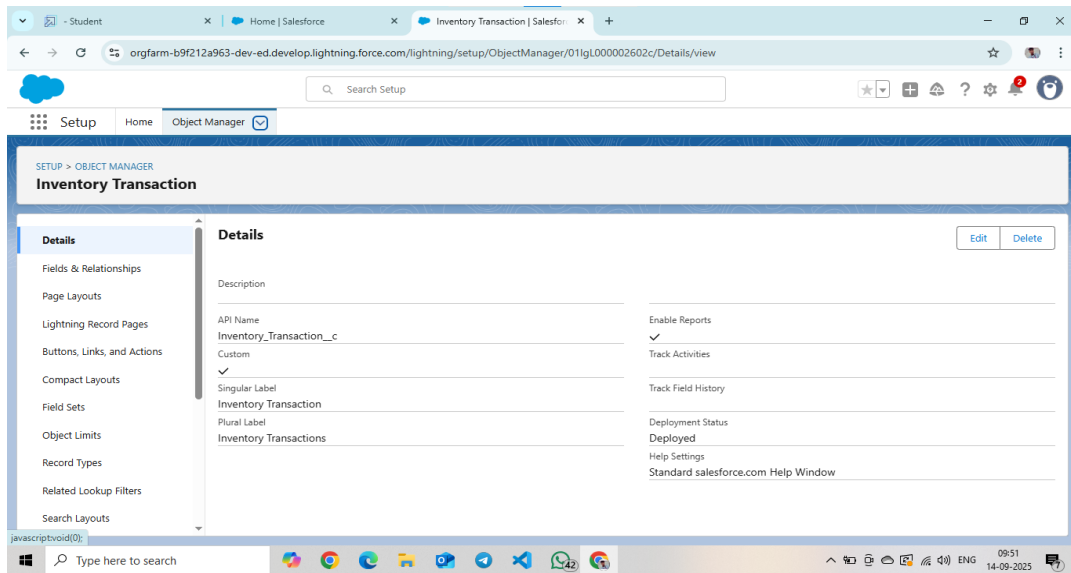 - Student
Home | Salesforce
Inventory Transaction | Salesfor
orgfarm-b9f212a963-dev-ed.develop.lightning.force.com/lightning/setup/ObjectManager/01IgL000002602c/Details/view
Search Setup
2
Setup
Home
Object Manager
SETUP > OBJECT MANAGER
Inventory Transaction
Details
Fields & Relationships
Page Layouts
Lightning Record Pages
Buttons, Links, and Actions
Compact Layouts
Field Sets
Object Limits
Record Types
Related Lookup Filters
Search Layouts
Details
Edit
Delete
Description
API Name
Inventory_Transaction__c
Custom
Singular Label
Inventory Transaction
Plural Label
Inventory Transactions
Enable Reports
Track Activities
Track Field History
Deployment Status
Deployed
Help Settings
Standard salesforce.com Help Window
javascript:void(0);
Type here to search
42
ENG
09:51
14-09-2025
7